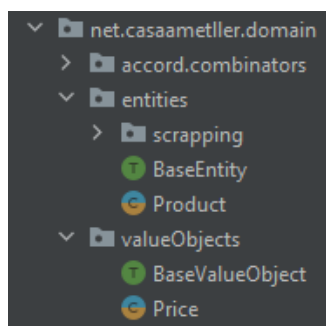 net.casaametller.domain
accord.combinators
entities
scrapping
T BaseEntity
C Product
valueObjects
T BaseValueObject
C Price